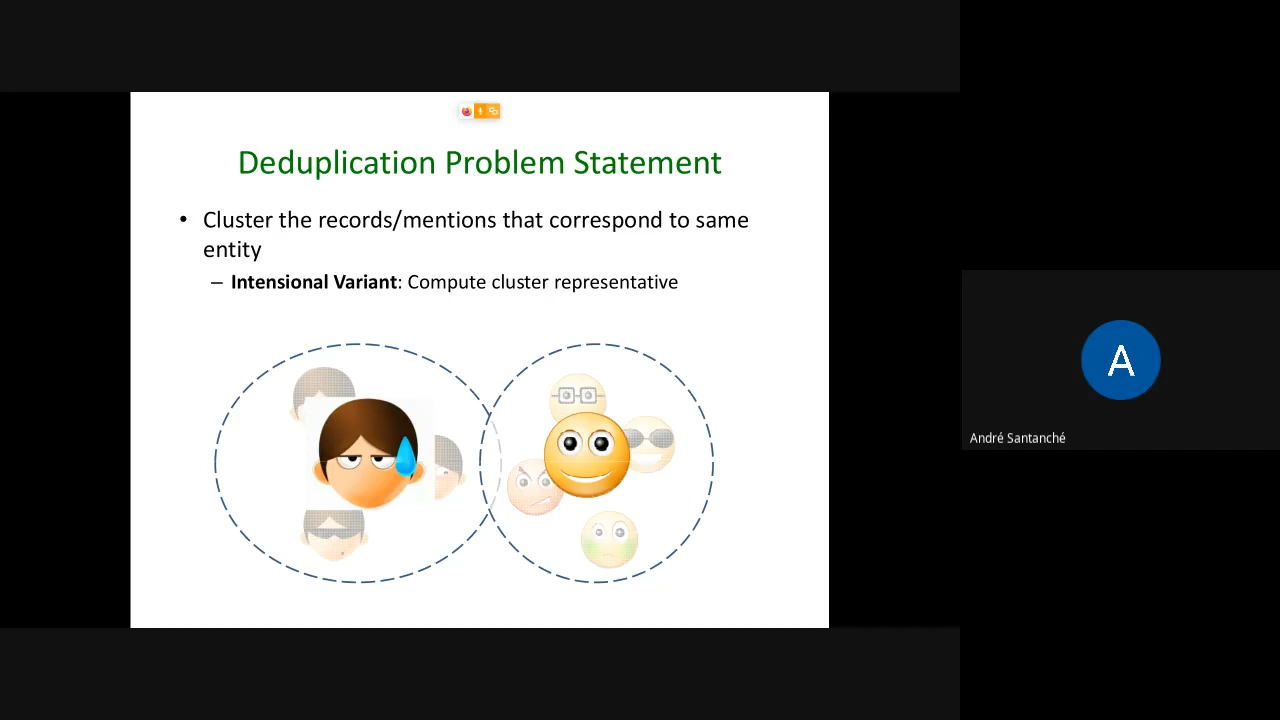 Deduplication Problem Statement
• Cluster the records/mentions that correspond to same
entity
– Intensional Variant: Compute cluster representative
A
André Santanché